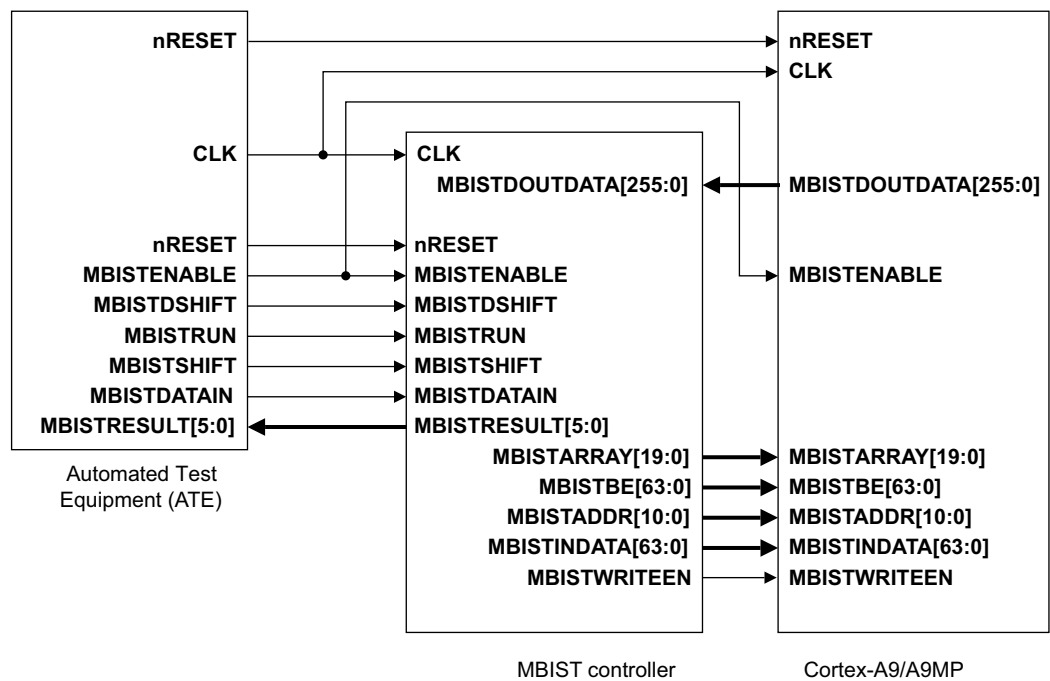 nRESET
CLK
nRESET
MBISTENABLE
MBISTDSHIFT
MBISTRUN
MBISTSHIFT
MBISTDATAIN
MBISTRESULT[5:0]
Automated Test
Equipment (ATE)
CLK
MBISTDOUTDATA[255:0]
nRESET
MBISTENABLE
MBISTDSHIFT
MBISTRUN
MBISTSHIFT
MBISTDATAIN
MBISTRESULT[5:0]
MBISTARRAY[19:0]
MBISTBE[63:0]
MBISTADDR[10:0]
MBISTINDATA[63:0]
MBISTWRITEEN
MBIST controller
nRESET
CLK
MBISTDOUTDATA[255:0]
MBISTENABLE
MBISTARRAY[19:0]
MBISTBE[63:0]
MBISTADDR[10:0]
MBISTINDATA[63:0]
MBISTWRITEEN
Cortex-A9/A9MP